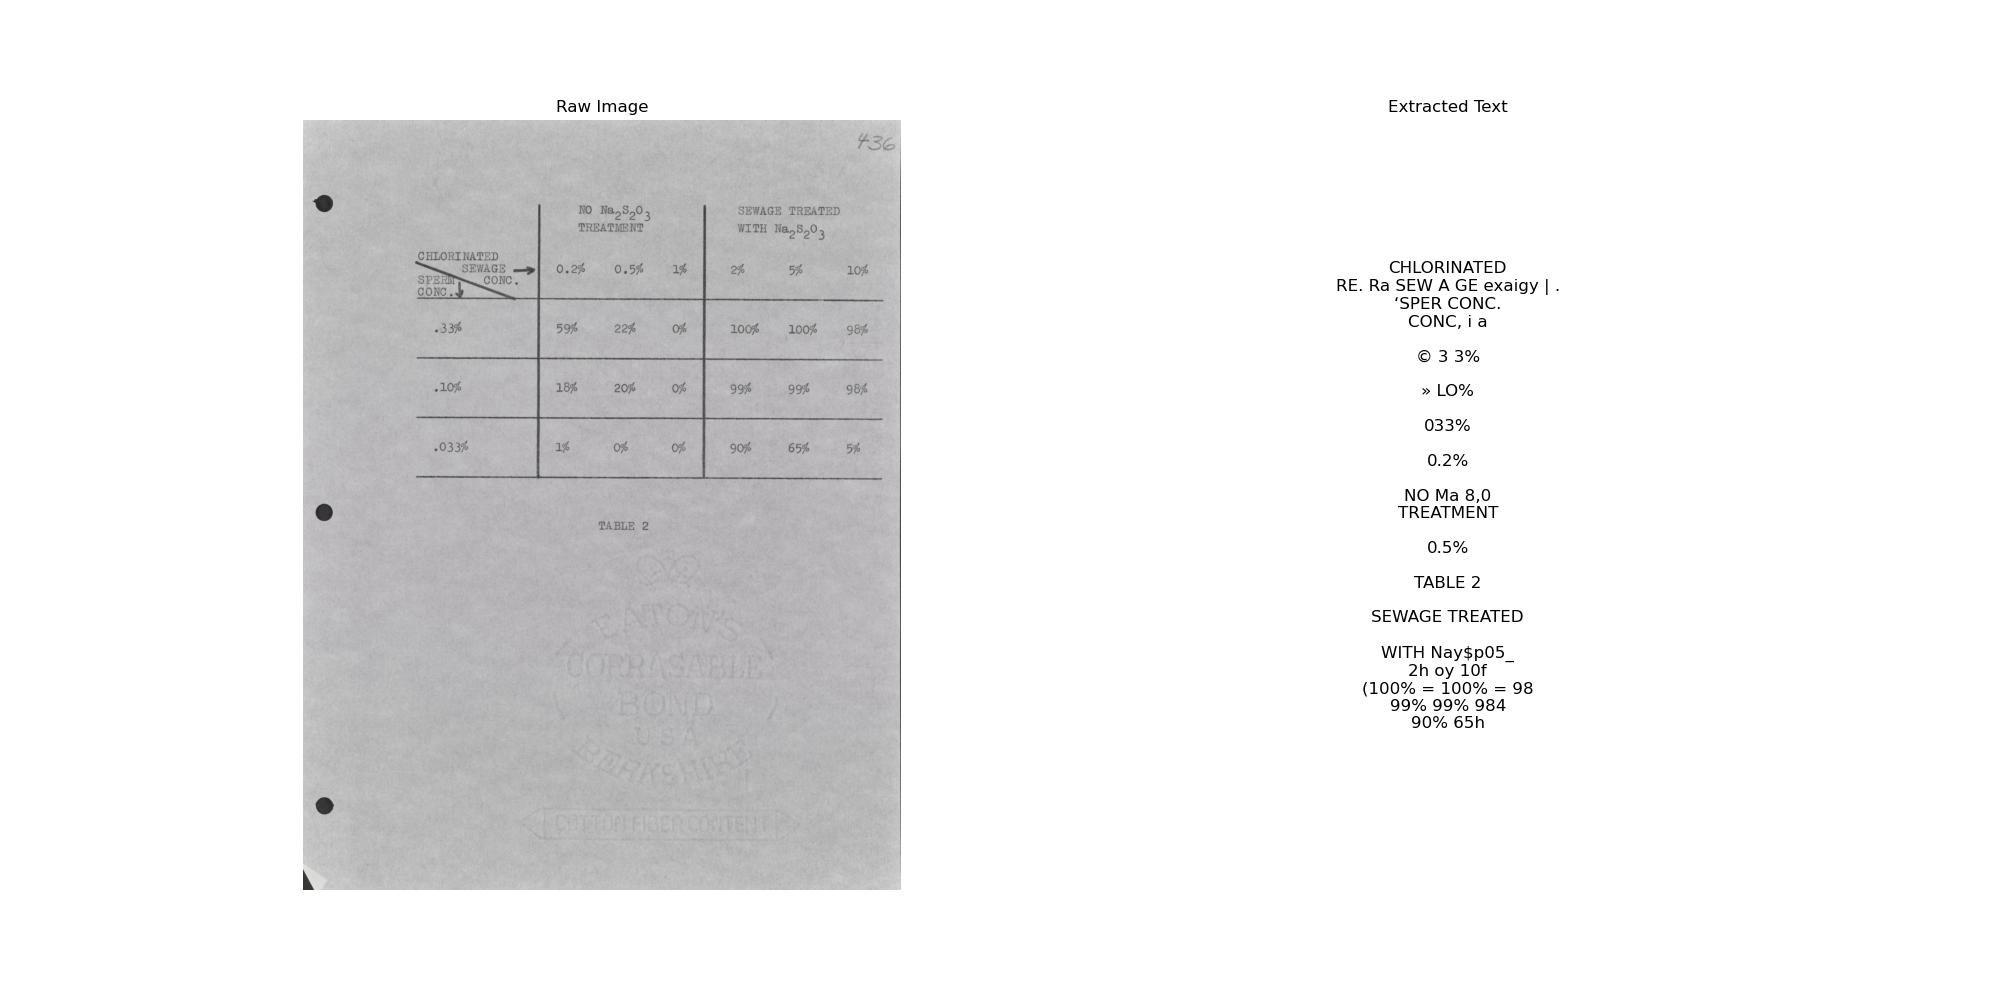 Raw Image
Extracted Text
436
NO Na2S2O3 SEWAGE TREATED
TREATMENT WITH Na2S2O3
CHLORINATED
SEWAGE 0.2% 0.5% 1% 2% 5% 10%
SPERM CONC.
CONC.
.33% 59% 22% 0% 100% 100% 98%
.10% 18% 20% 0% 99% 99% 98%
.033% 1% 0% 0% 90% 65% 5%
TABLE 2
EATON'S
CORRASABLE
BOND
USA
BERKSHIRE
COTTON FIBER CONTENT
CHLORINATED
RE. Ra SEW A GE exaigy | .
‘SPER CONC.
CONC, i a
© 3 3%
» LO%
033%
0.2%
NO Ma 8,0
TREATMENT
0.5%
TABLE 2
SEWAGE TREATED
WITH Nay$p05_
2h oy 10f
(100% = 100% = 98
99% 99% 984
90% 65h